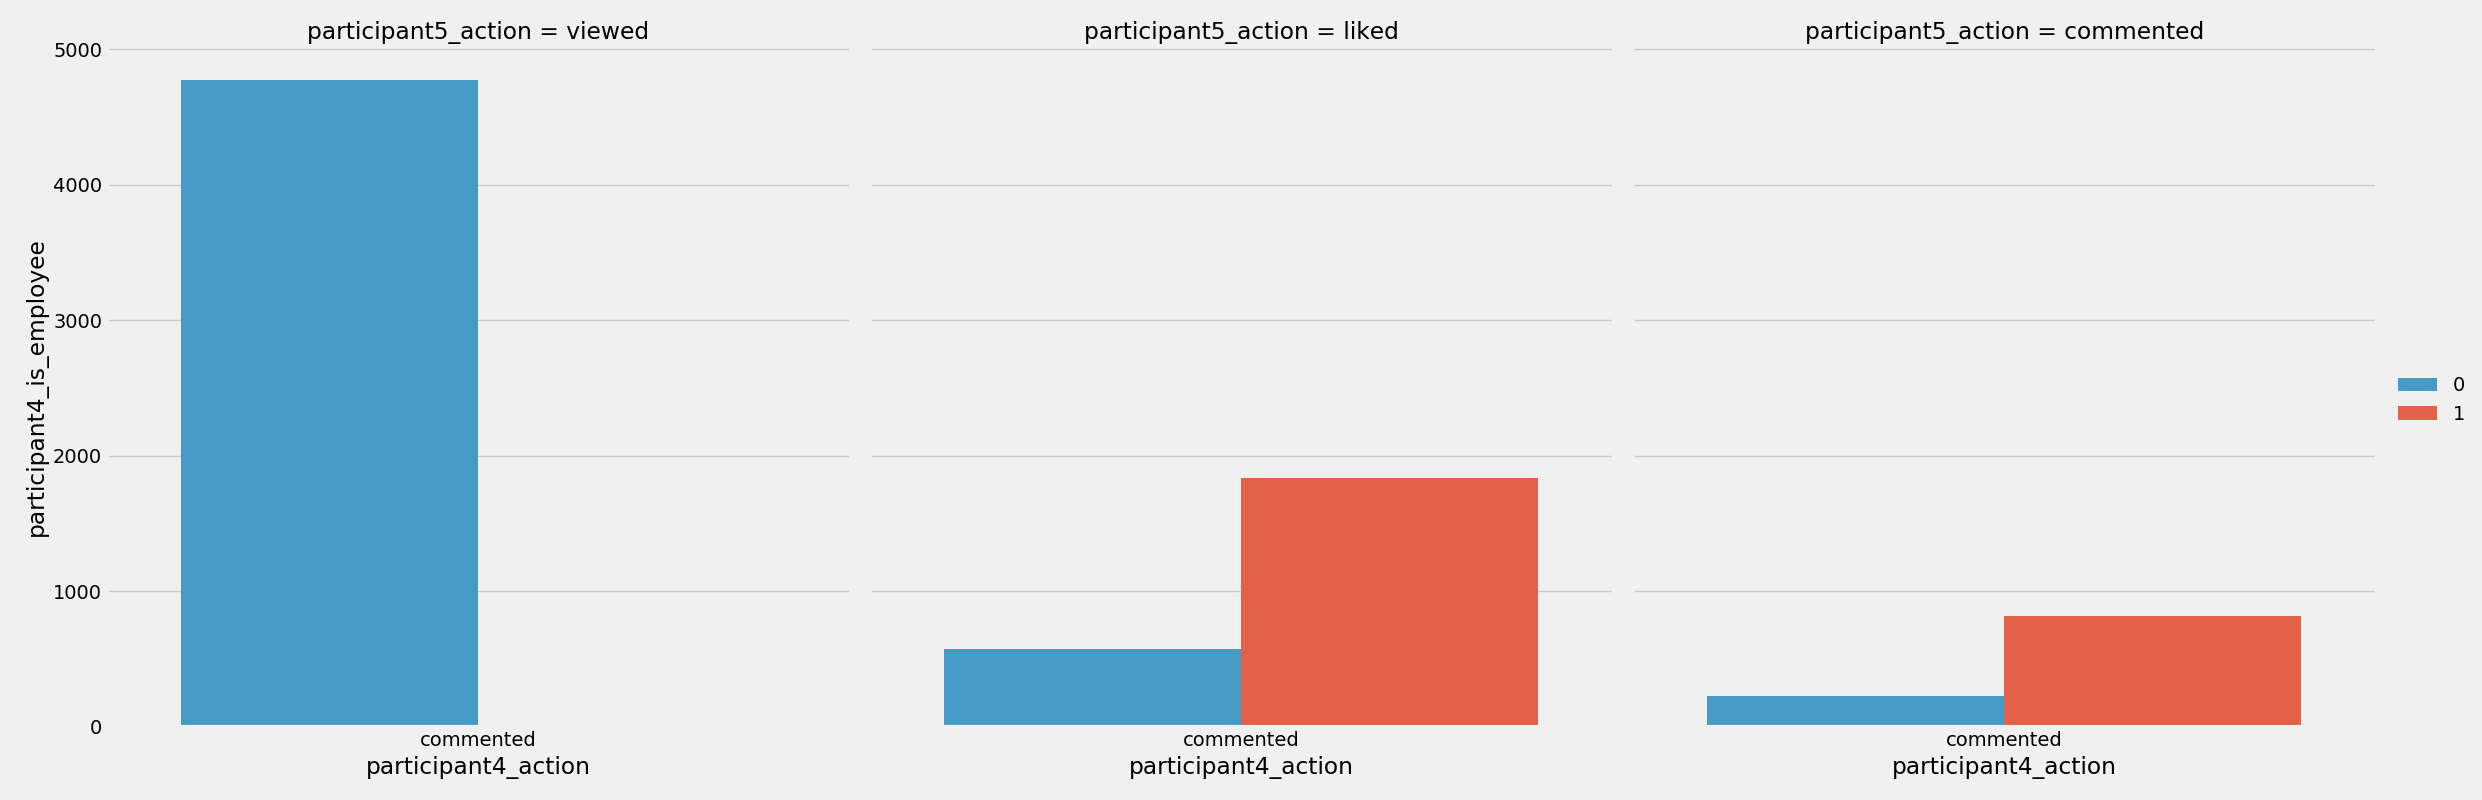 participant5_action = viewed
participant5_action = liked
participant5_action = commented
participant4_is_employee
5000
4000
3000
2000
1000
0
commented
commented
commented
participant4_action
participant4_action
participant4_action
0
1